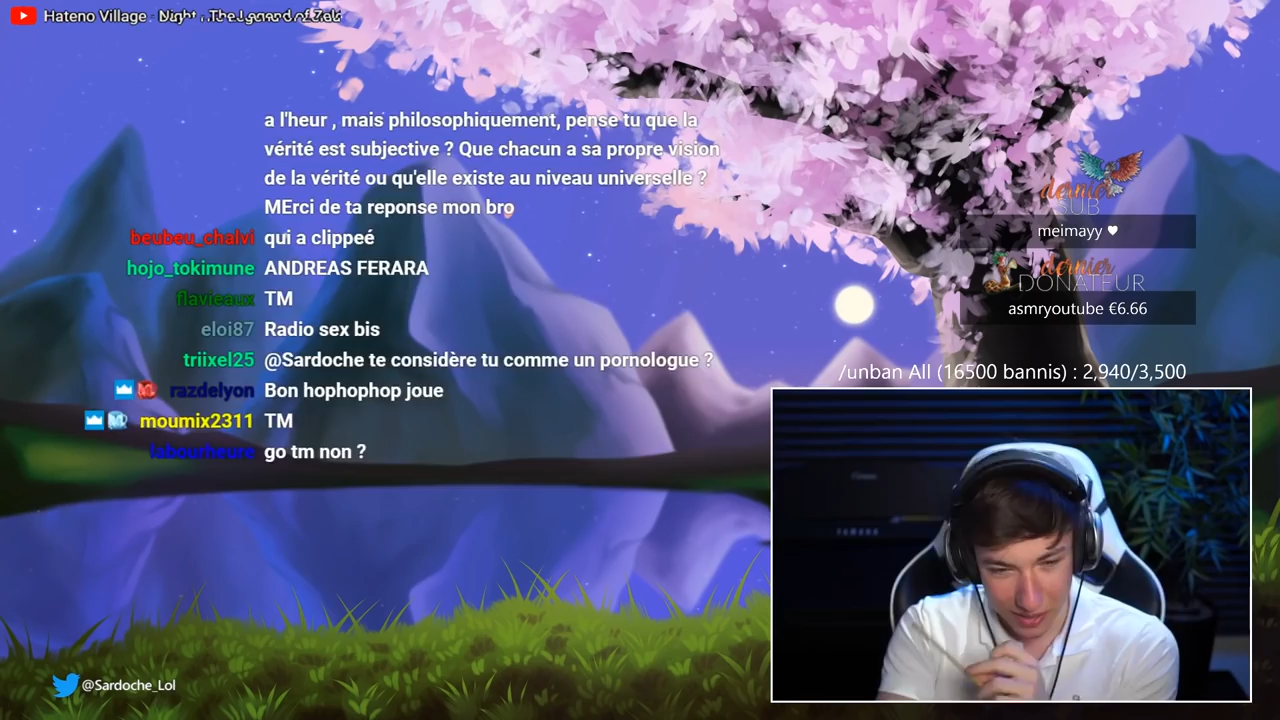 Hateno Village - Night
a l'heur , mais philosophiquement, pense tu que la
vérité est subjective ? Que chacun a sa propre vision
de la vérité ou qu'elle existe au niveau universelle ?
MErci de ta reponse mon bro
beubeu_chalvi qui a clippeé
hojo_tokimune ANDREAS FERARA
flavieaux TM
eloi87 Radio sex bis
triixel25 @Sardoche te considère tu comme un pornologue ?
razdelyon Bon hophophop joue
moumix2311 TM
labourheure go tm non ?
dernier
SUB
meimayy ♥
dernier
DONATEUR
asmryoutube €6.66
/unban All (16500 bannis) : 2,940/3,500
@Sardoche_Lol